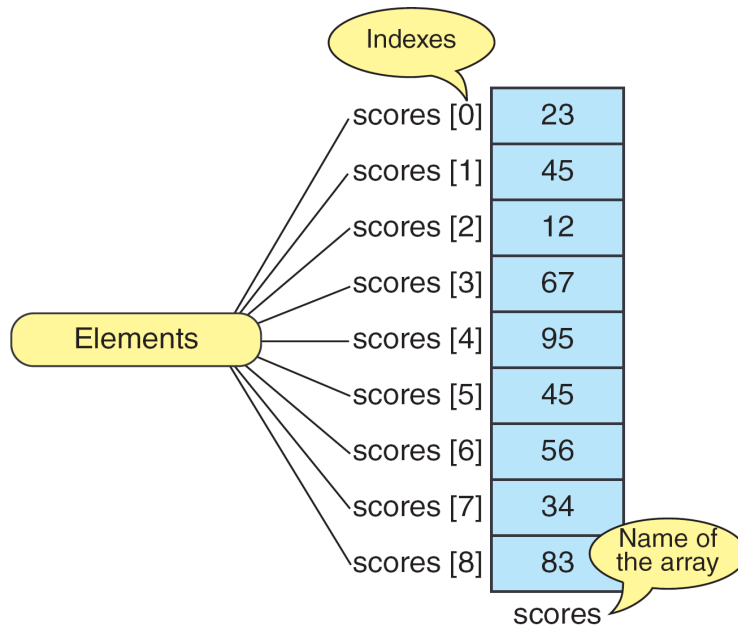 Indexes
scores [0] 23
scores [1] 45
scores [2] 12
scores [3] 67
Elements
scores [4] 95
scores [5] 45
scores [6] 56
scores [7] 34
scores [8] 83
Name of
the array
scores